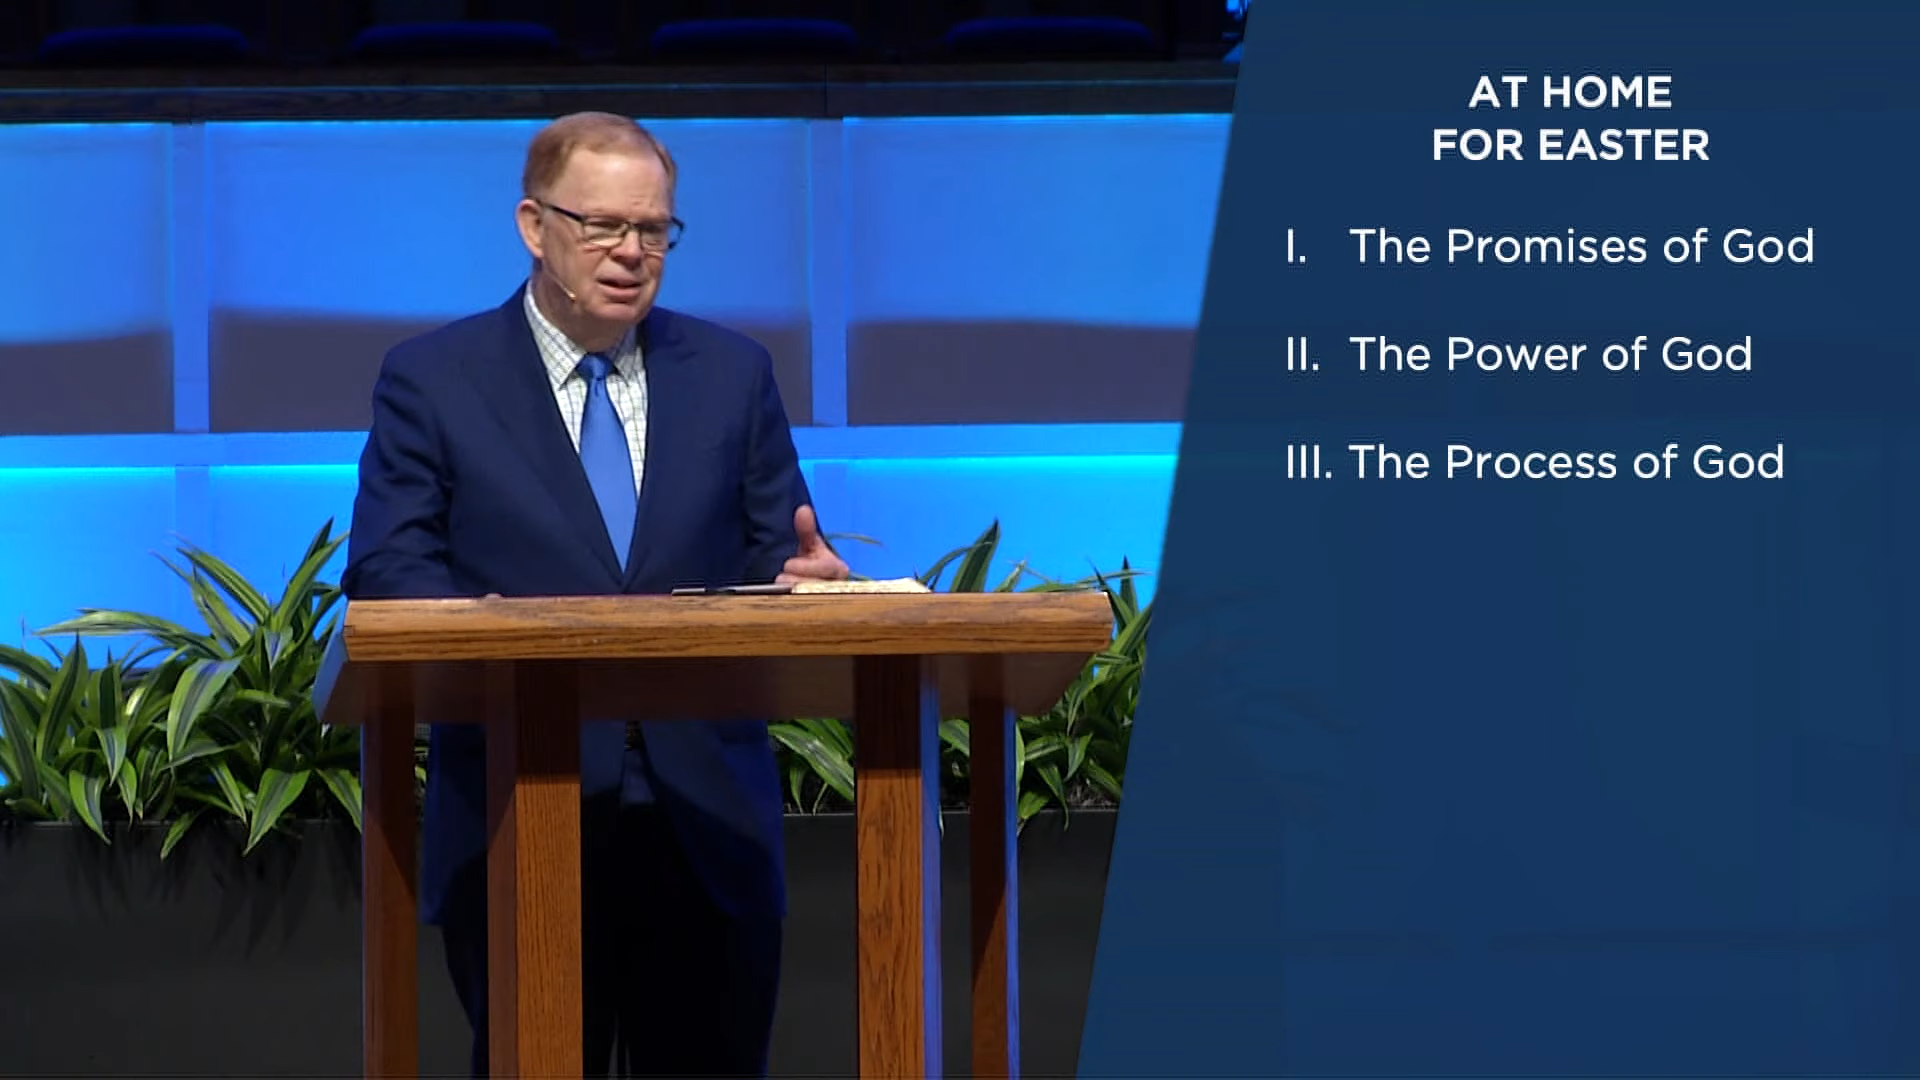 AT HOME
FOR EASTER
I. The Promises of God
II. The Power of God
III. The Process of God